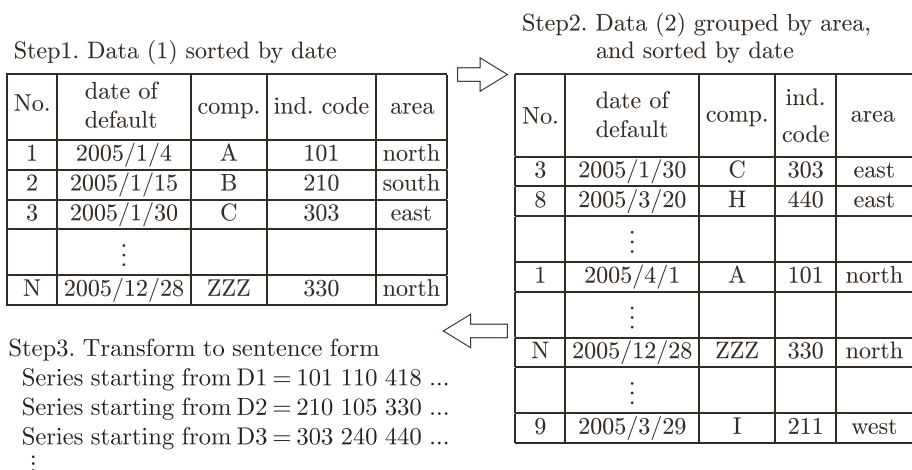 Step1. Data (1) sorted by date
No. date of default comp. ind. code area
1 2005/1/4 A 101 north
2 2005/1/15 B 210 south
3 2005/1/30 C 303 east
⋮
N 2005/12/28 ZZZ 330 north
Step2. Data (2) grouped by area,
and sorted by date
No. date of default comp. ind. code area
3 2005/1/30 C 303 east
8 2005/3/20 H 440 east
⋮
1 2005/4/1 A 101 north
⋮
N 2005/12/28 ZZZ 330 north
⋮
9 2005/3/29 I 211 west
Step3. Transform to sentence form
Series starting from D1 = 101 110 418 ...
Series starting from D2 = 210 105 330 ...
Series starting from D3 = 303 240 440 ...
⋮